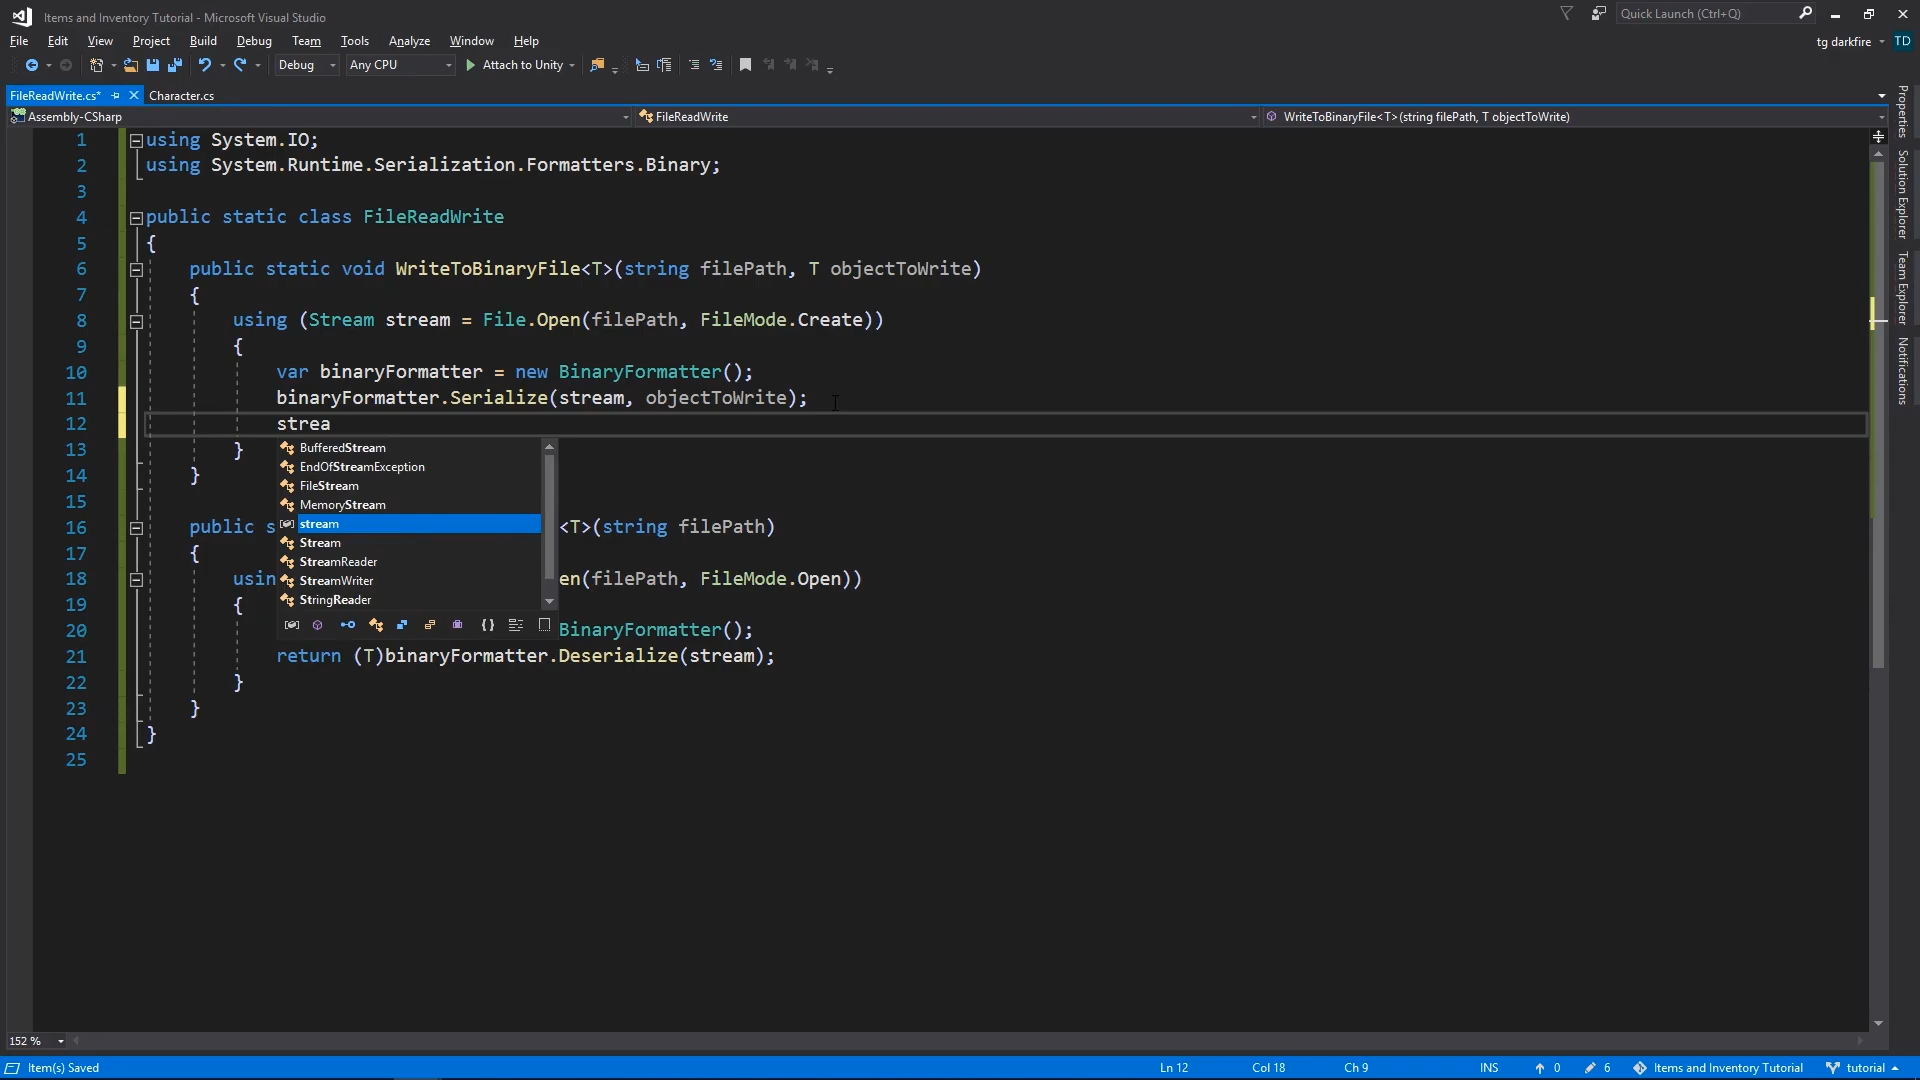 Items and Inventory Tutorial - Microsoft Visual Studio
Quick Launch (Ctrl+Q)
File Edit View Project Build Debug Team Tools Analyze Window Help
tg darkfire TD
Debug Any CPU Attach to Unity
FileReadWrite.cs* Character.cs
Assembly-CSharp FileReadWrite WriteToBinaryFile<T>(string filePath, T objectToWrite)
1 using System.IO;
2 using System.Runtime.Serialization.Formatters.Binary;
3
4 public static class FileReadWrite
5 {
6 public static void WriteToBinaryFile<T>(string filePath, T objectToWrite)
7 {
8 using (Stream stream = File.Open(filePath, FileMode.Create))
9 {
10 var binaryFormatter = new BinaryFormatter();
11 binaryFormatter.Serialize(stream, objectToWrite);
12 strea
13 }
14 }
15
16 public s <T>(string filePath)
17 {
18 usin en(filePath, FileMode.Open))
19 {
20 BinaryFormatter();
21 return (T)binaryFormatter.Deserialize(stream);
22 }
23 }
24 }
25
BufferedStream
EndOfStreamException
FileStream
MemoryStream
stream
Stream
StreamReader
StreamWriter
StringReader
Properties
Solution Explorer
Team Explorer
Notifications
152 %
Item(s) Saved Ln 12 Col 18 Ch 9 INS 0 6 Items and Inventory Tutorial tutorial